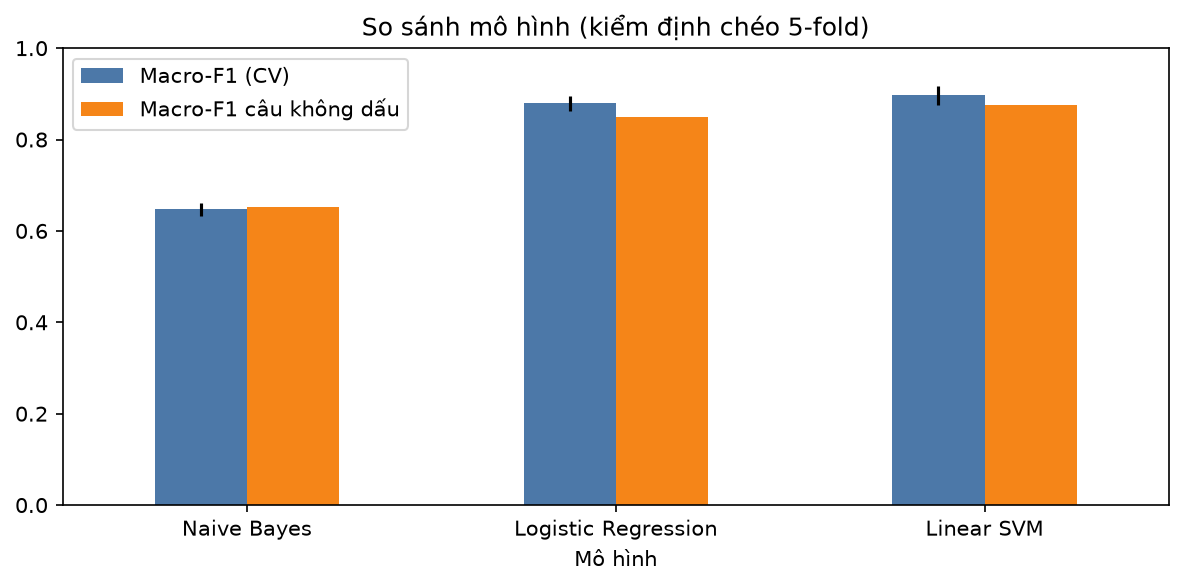 So sánh mô hình (kiểm định chéo 5-fold)
1.0
0.8
0.6
0.4
0.2
0.0
Macro-F1 (CV)
Macro-F1 câu không dấu
Naive Bayes
Logistic Regression
Linear SVM
Mô hình